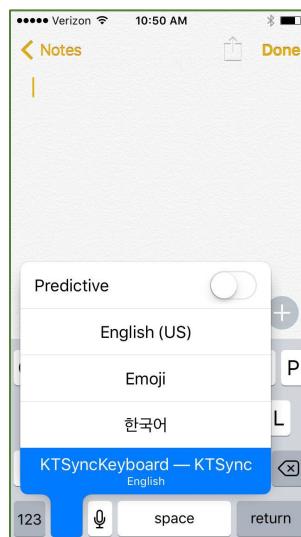 Verizon 10:50 AM
Notes Done
Predictive
English (US)
Emoji
한국어
P
L
KTSyncKeyboard — KTSync
English
123 space return